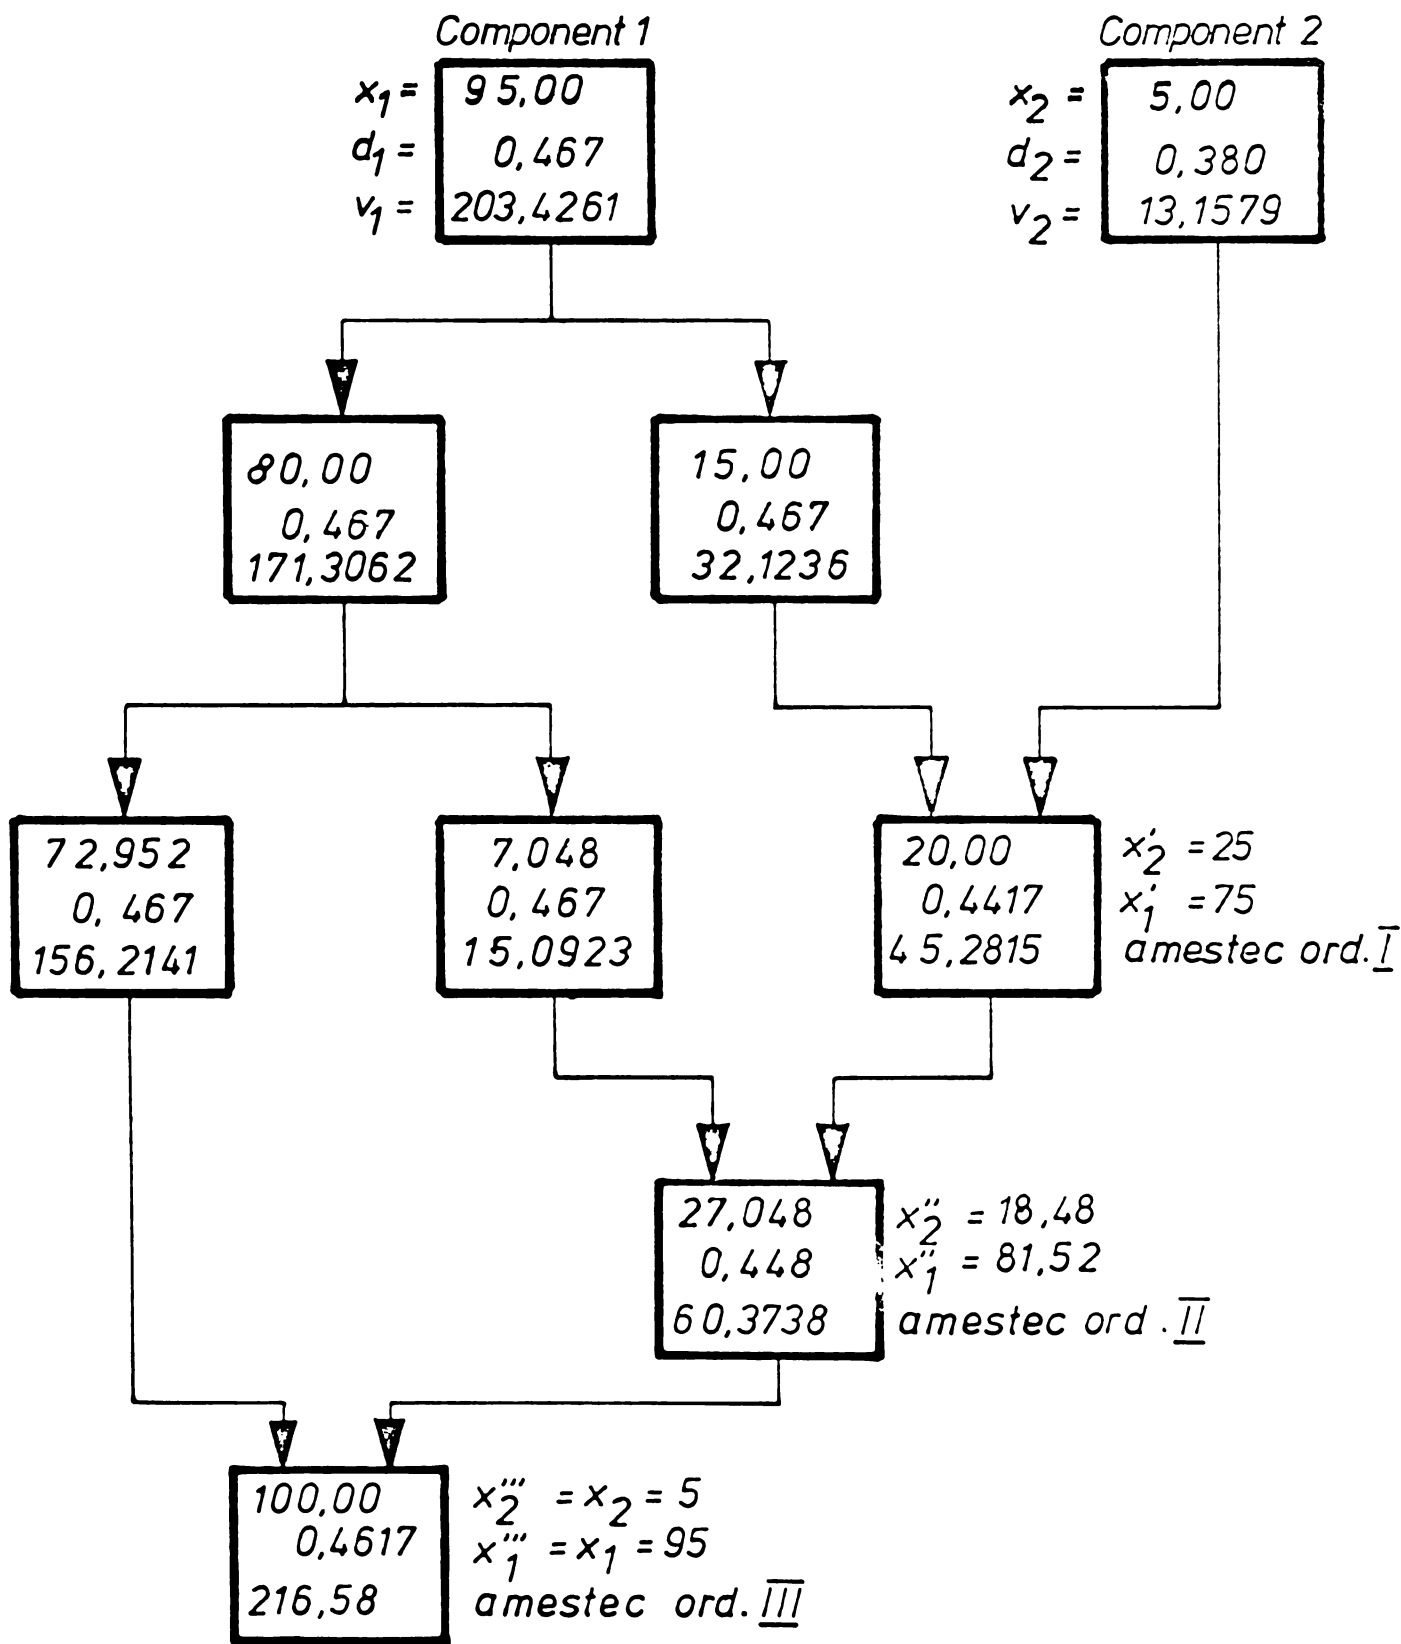 Component 1
x₁ = 95,00
d₁ = 0,467
v₁ = 203,4261
Component 2
x₂ = 5,00
d₂ = 0,380
v₂ = 13,1579
80,00
0,467
171,3062
15,00
0,467
32,1236
72,952
0,467
156,2141
7,048
0,467
15,0923
20,00
0,4417
45,2815
x'₂ = 25
x'₁ = 75
amestec ord. I
27,048
0,448
60,3738
x''₂ = 18,48
x''₁ = 81,52
amestec ord. II
100,00
0,4617
216,58
x'''₂ = x₂ = 5
x'''₁ = x₁ = 95
amestec ord. III